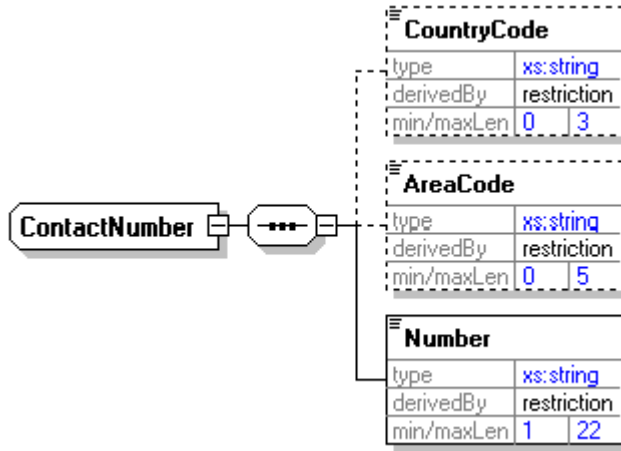 CountryCode
type xs:string
derivedBy restriction
min/maxLen 0 3
AreaCode
type xs:string
derivedBy restriction
min/maxLen 0 5
ContactNumber
Number
type xs:string
derivedBy restriction
min/maxLen 1 22